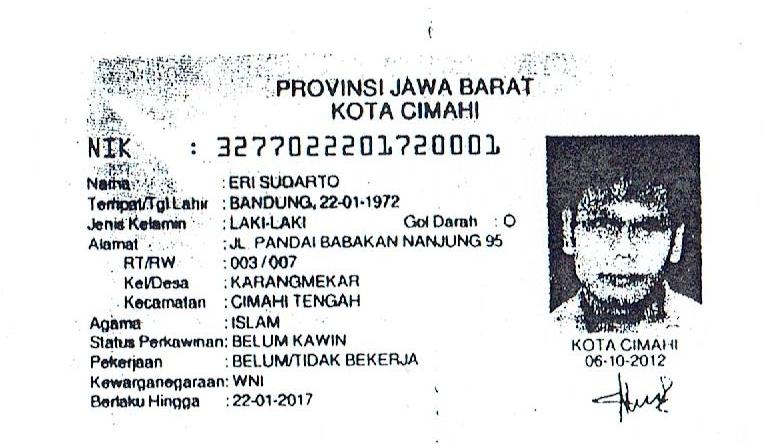 PROVINSI JAWA BARAT
KOTA CIMAHI
NIK : 3277022201720001
Nama : ERI SUDARTO
Tempat/Tgl Lahir : BANDUNG, 22-01-1972
Jenis Kelamin : LAKI-LAKI Gol Darah : O
Alamat : JL. PANDAI BABAKAN NANJUNG 95
RT/RW : 003 / 007
Kel/Desa : KARANGMEKAR
Kecamatan : CIMAHI TENGAH
Agama : ISLAM
Status Perkawinan: BELUM KAWIN
Pekerjaan : BELUM/TIDAK BEKERJA
Kewarganegaraan: WNI
Berlaku Hingga : 22-01-2017
KOTA CIMAHI
06-10-2012